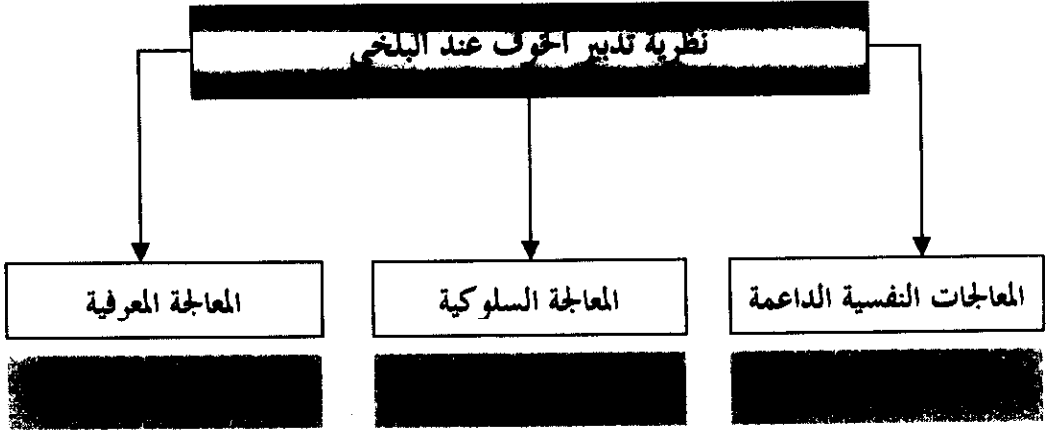 نظرية تدبير الخوف عند البلخي
المعالجات النفسية الداعمة
المعالجة السلوكية
المعالجة المعرفية